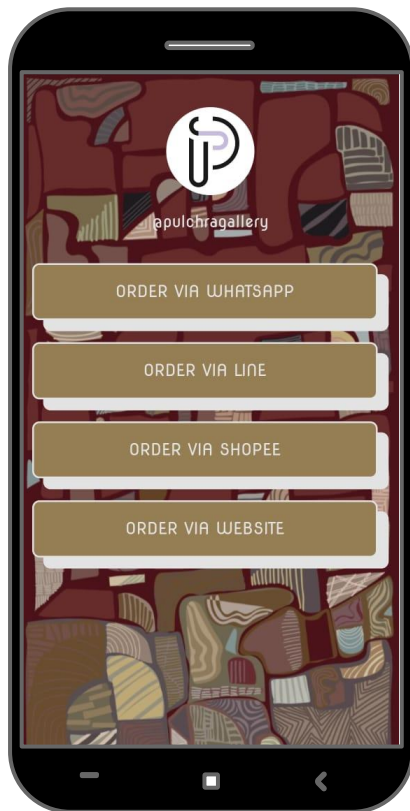 @pulchragallery
ORDER VIA WHATSAPP
ORDER VIA LINE
ORDER VIA SHOPEE
ORDER VIA WEBSITE